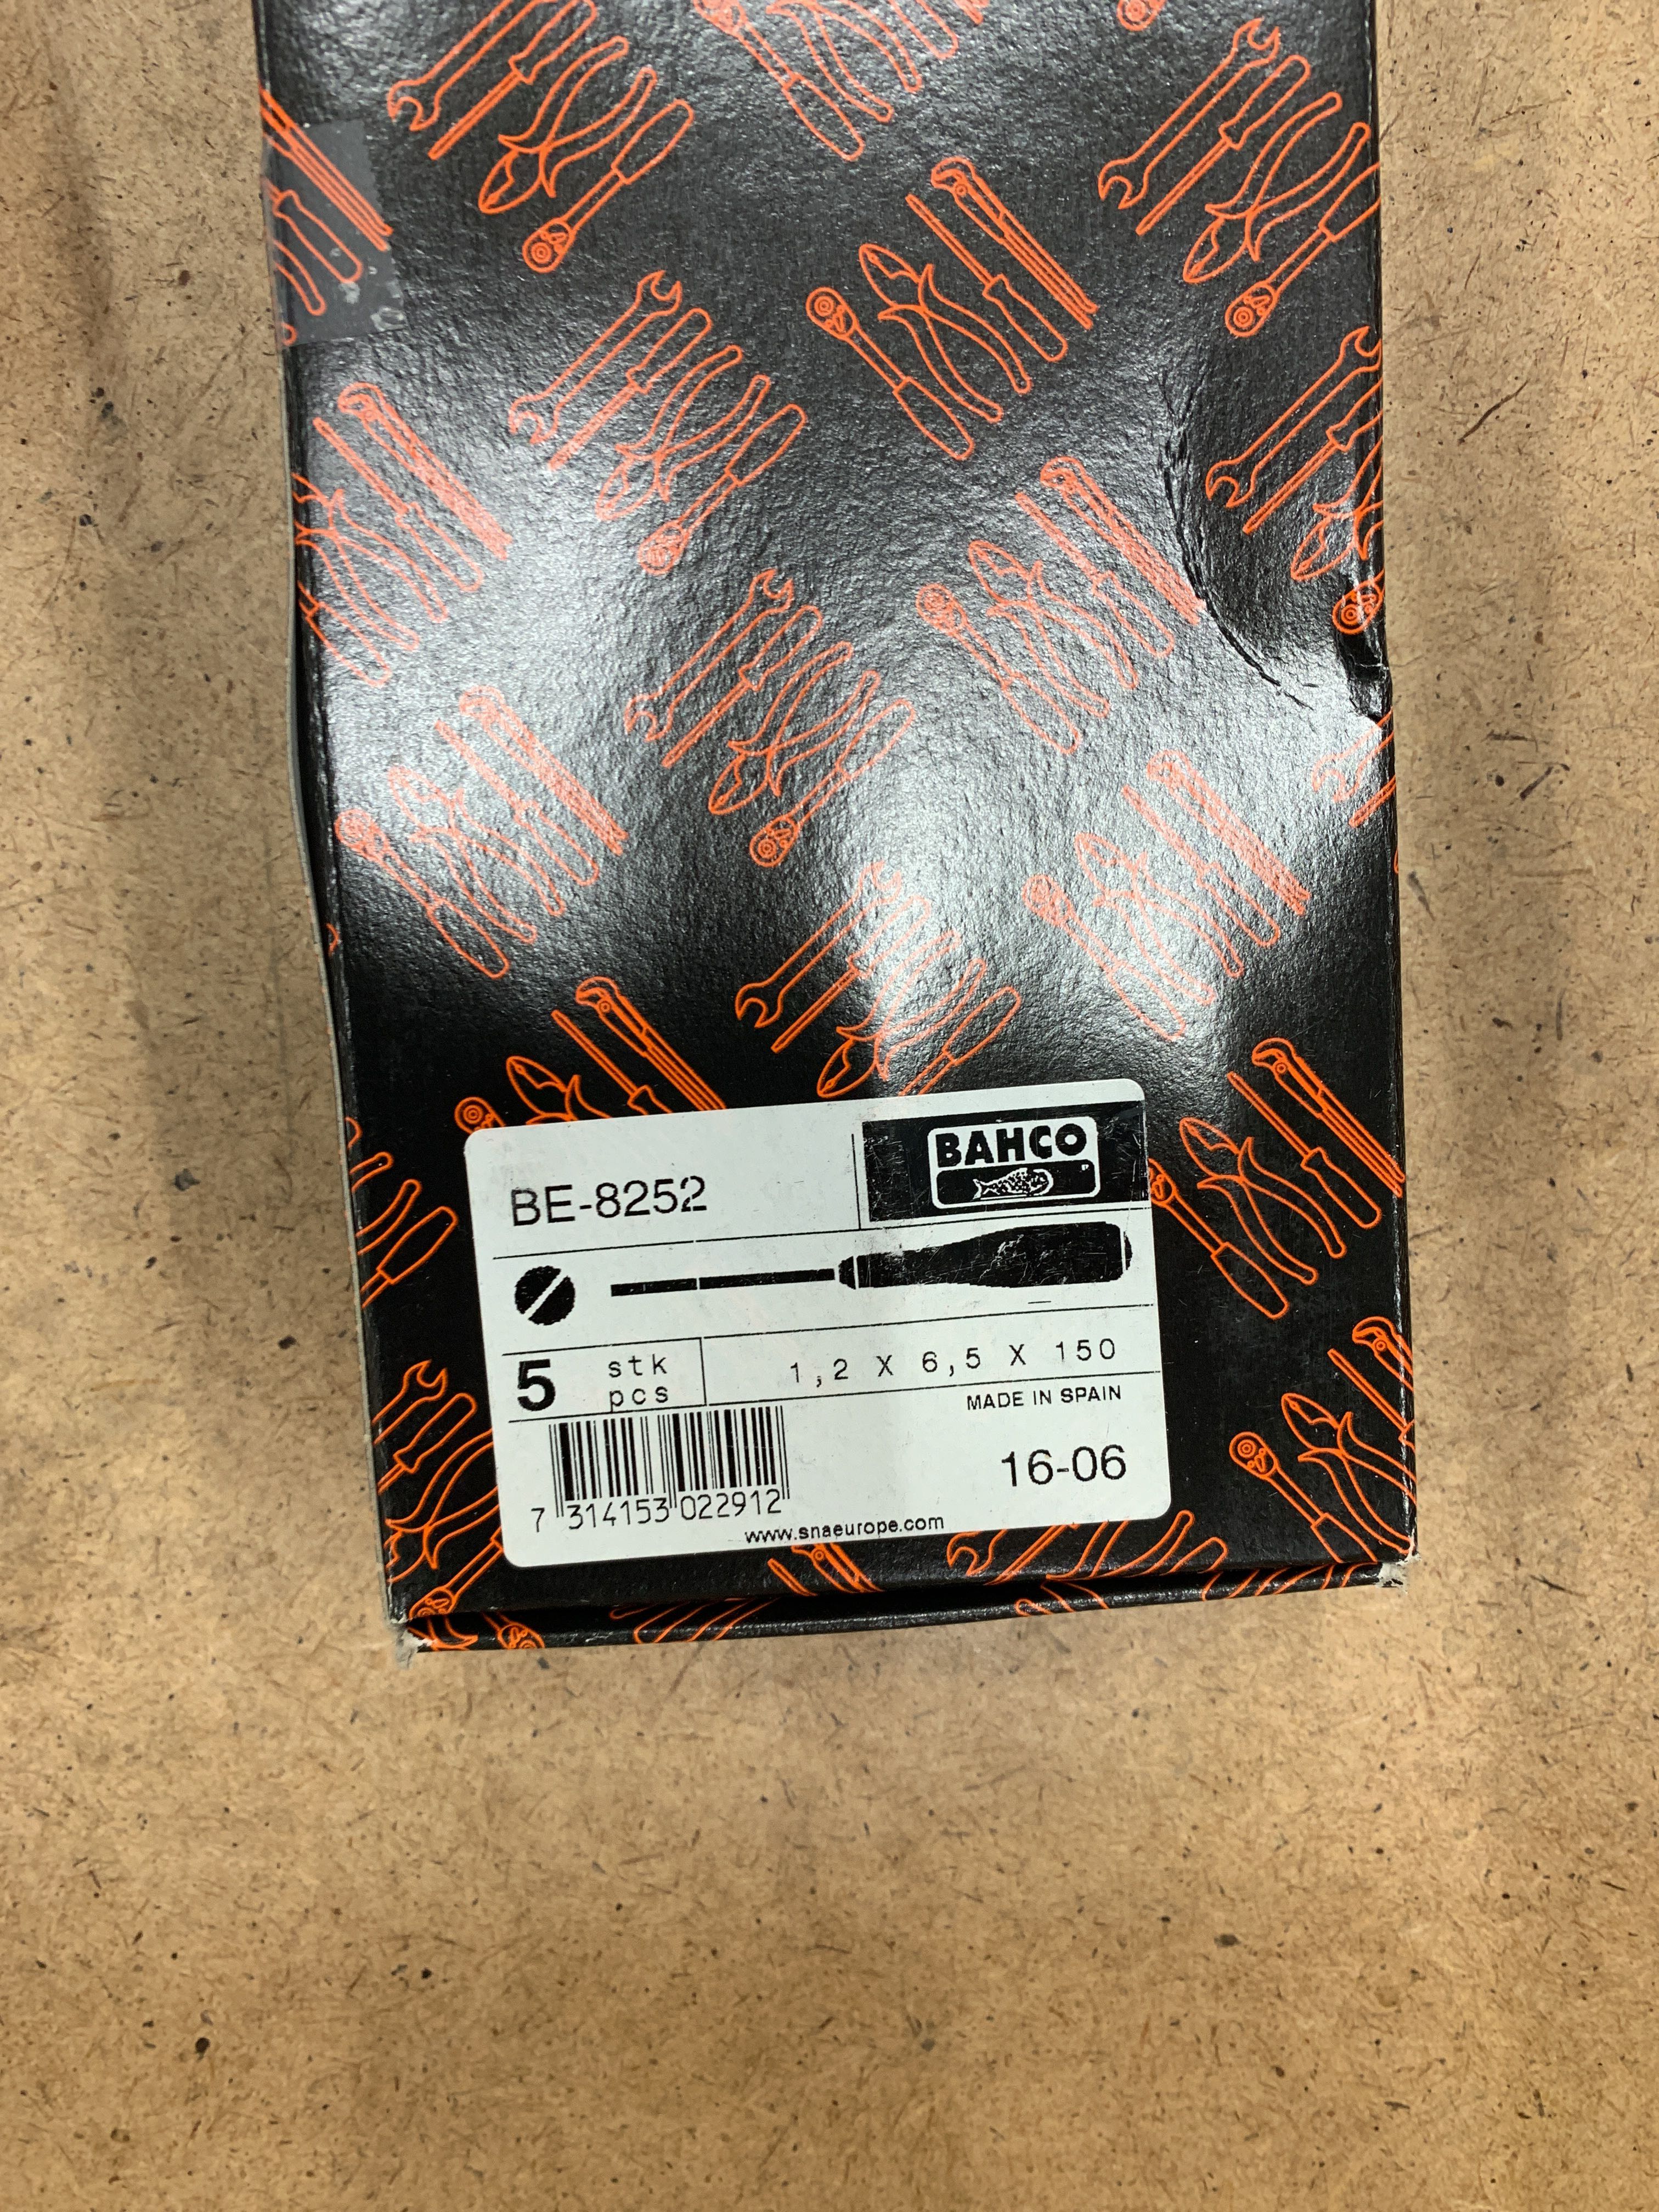 BE-8252
BAHCO
5 stk
pcs
1,2 X 6,5 X 150
MADE IN SPAIN
16-06
7 314153 022912
www.snaeurope.com